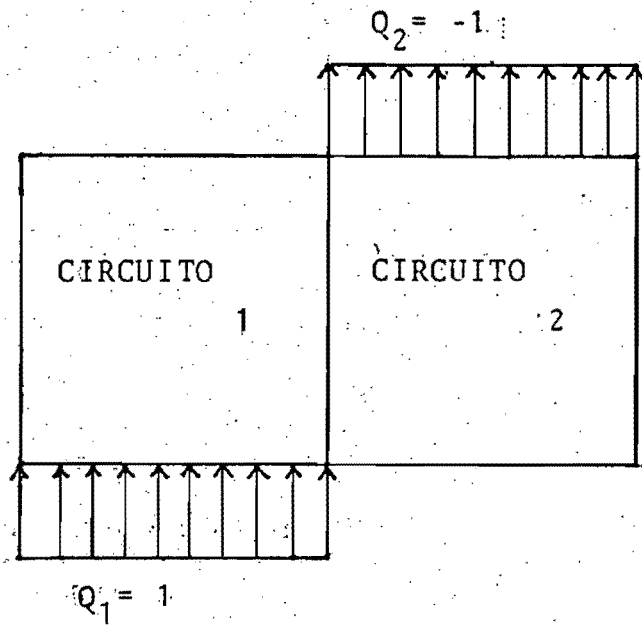 Q₂= -1
CIRCUITO
1
CIRCUITO
2
Q₁= 1